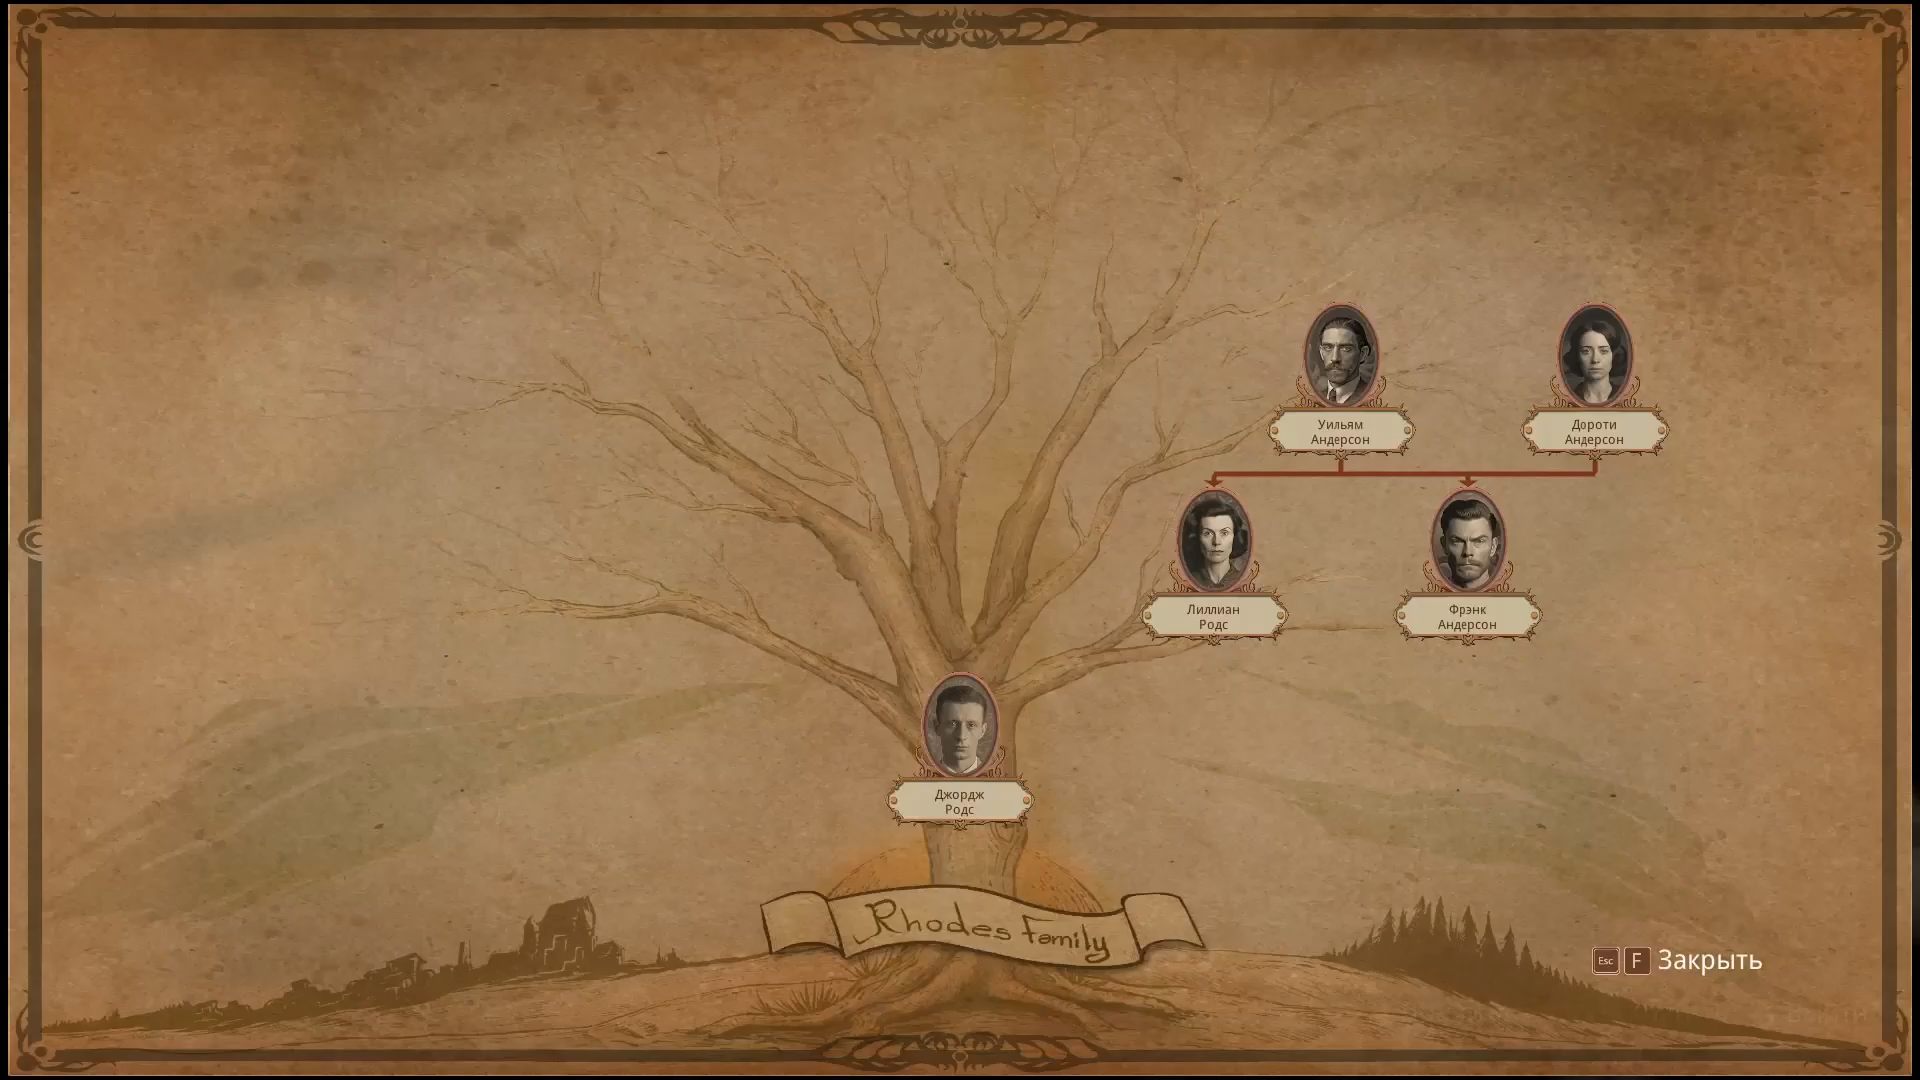 Уильям
Андерсон
Дороти
Андерсон
Лиллиан
Родс
Фрэнк
Андерсон
Джордж
Родс
Rhodes Family
Esc F Закрыть